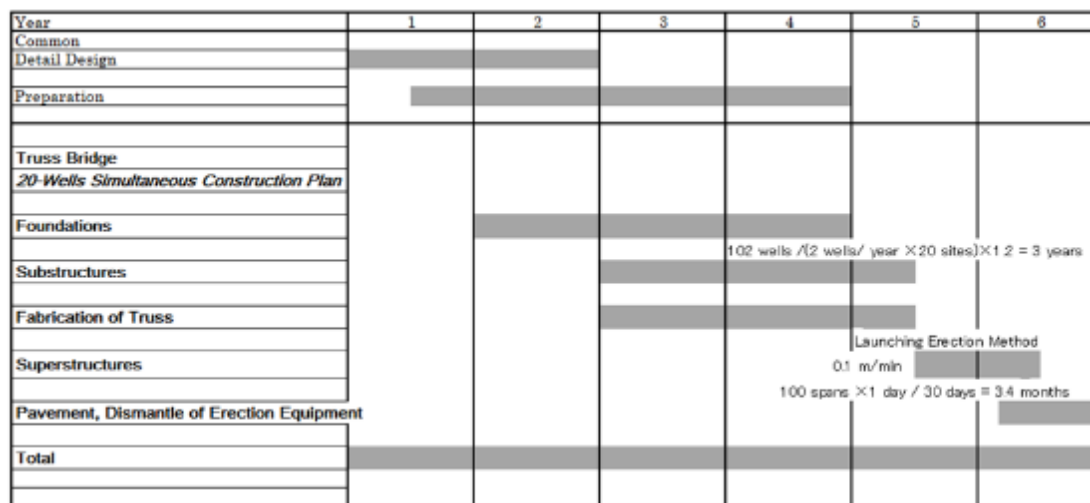 Year 1 2 3 4 5 6
Common
Detail Design
Preparation
Truss Bridge
20-Wells Simultaneous Construction Plan
Foundations
102 wells /(2 wells/ year ×20 sites)×1.2 = 3 years
Substructures
Fabrication of Truss
Launching Erection Method
Superstructures 0.1 m/min
100 spans ×1 day / 30 days = 3.4 months
Pavement, Dismantle of Erection Equipment
Total